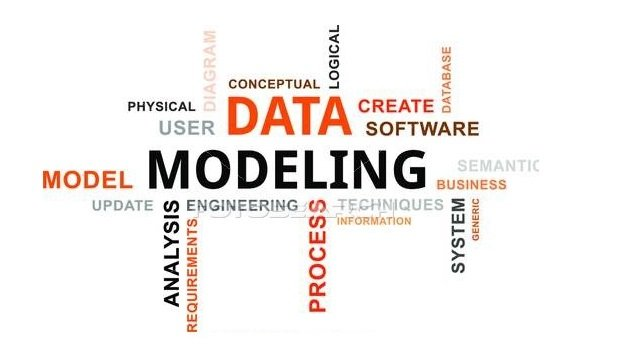 LOGICAL
DIAGRAM
DATABASE
CONCEPTUAL
PHYSICAL
DATA
CREATE
USER
SOFTWARE
MODELING
SEMANTIC
MODEL
BUSINESS
UPDATE
ENGINEERING
TECHNIQUES
INFORMATION
ANALYSIS
REQUIREMENTS
PROCESS
SYSTEM
GENERIC